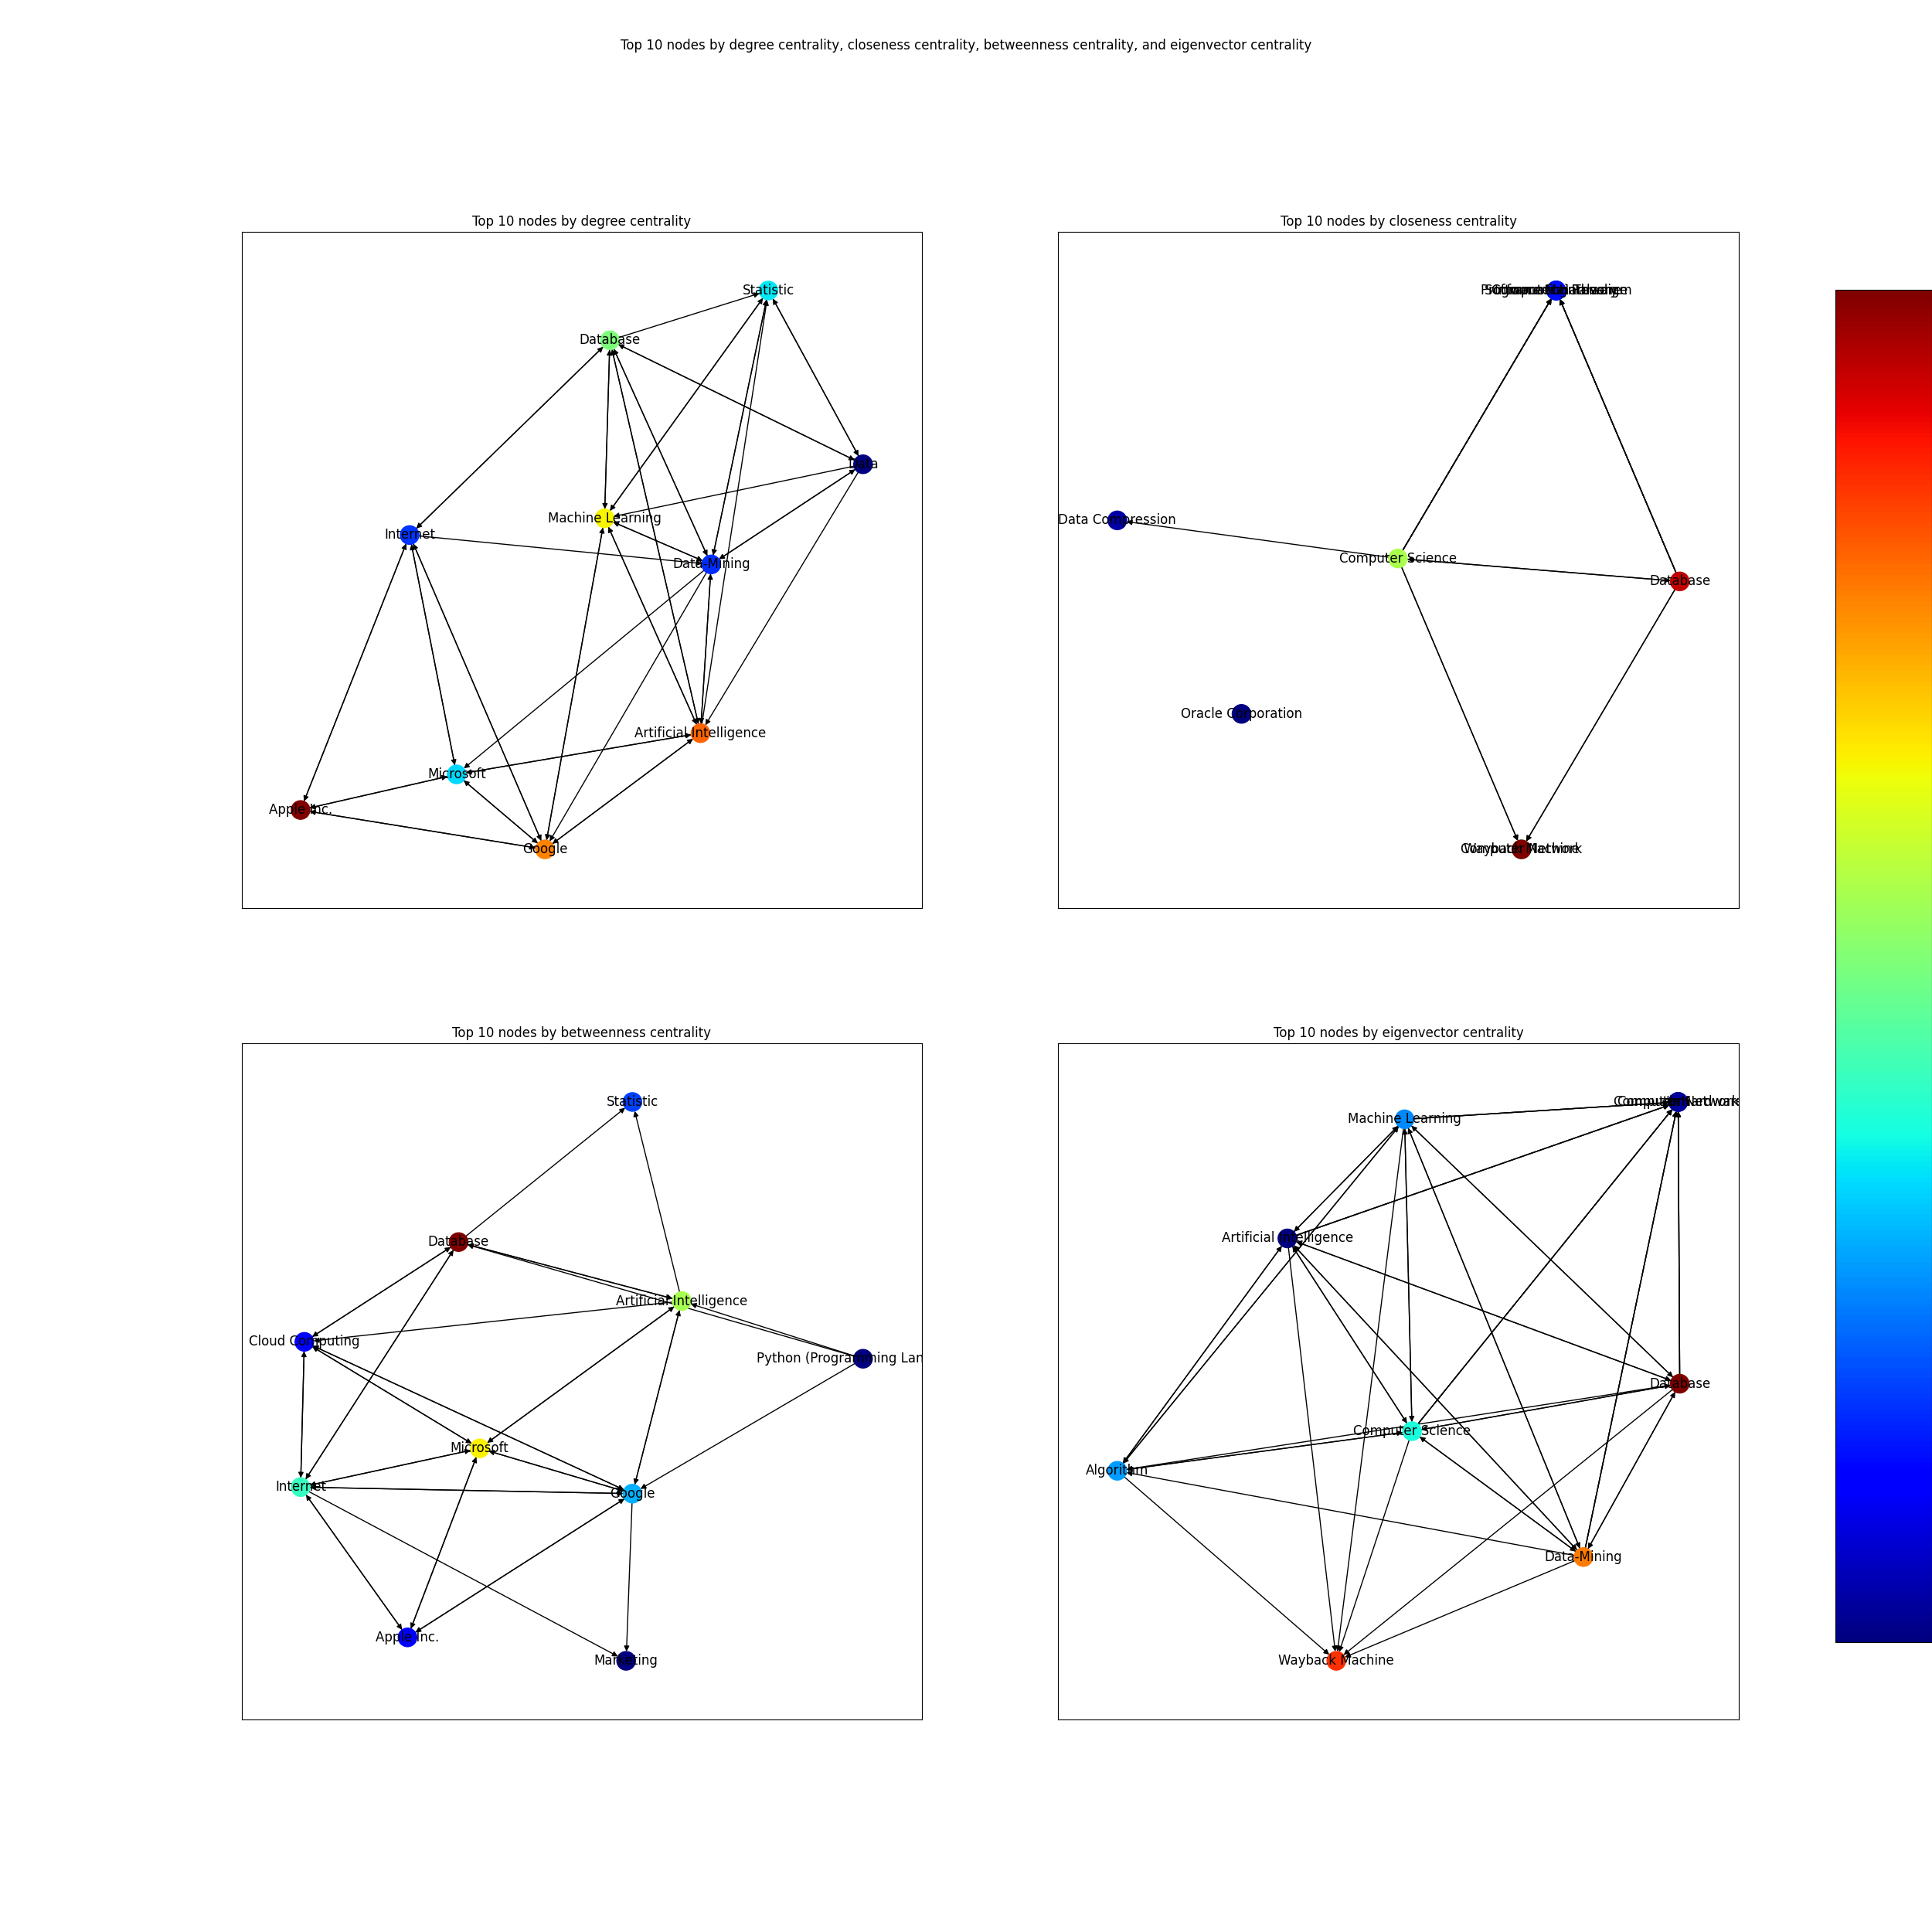 Top 10 nodes by degree centrality, closeness centrality, betweenness centrality, and eigenvector centrality
Top 10 nodes by degree centrality
Statistic
Database
Data
Machine Learning
Internet
Data-Mining
Artificial Intelligence
Microsoft
Apple Inc.
Google
Top 10 nodes by closeness centrality
Data Compression
Computer Science
Database
Oracle Corporation
Wayback Machine
Computer Network
Top 10 nodes by betweenness centrality
Statistic
Database
Artificial-Intelligence
Cloud Computing
Python (Programming Lan
Microsoft
Internet
Google
Apple Inc.
Marketing
Top 10 nodes by eigenvector centrality
Machine Learning
Artificial Intelligence
Database
Computer Science
Algorithm
Data-Mining
Wayback Machine